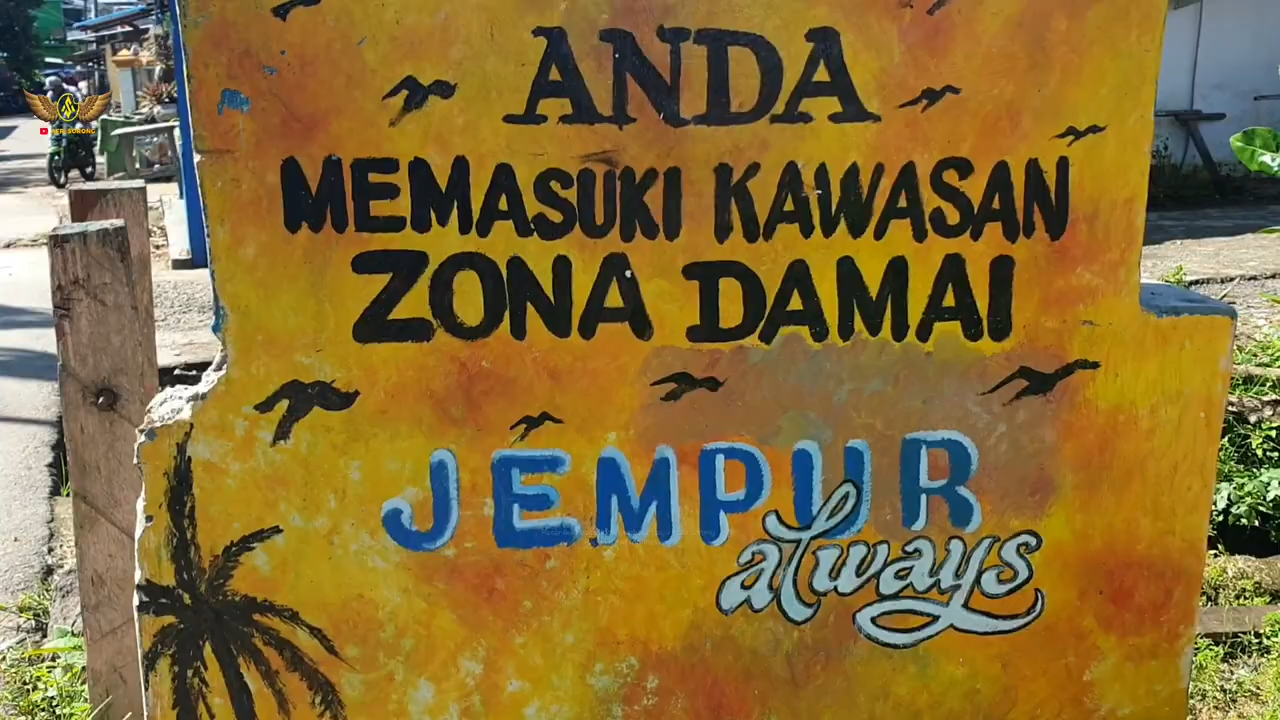 ANDA
MEMASUKI KAWASAN
ZONA DAMAI
JEMPUR
always